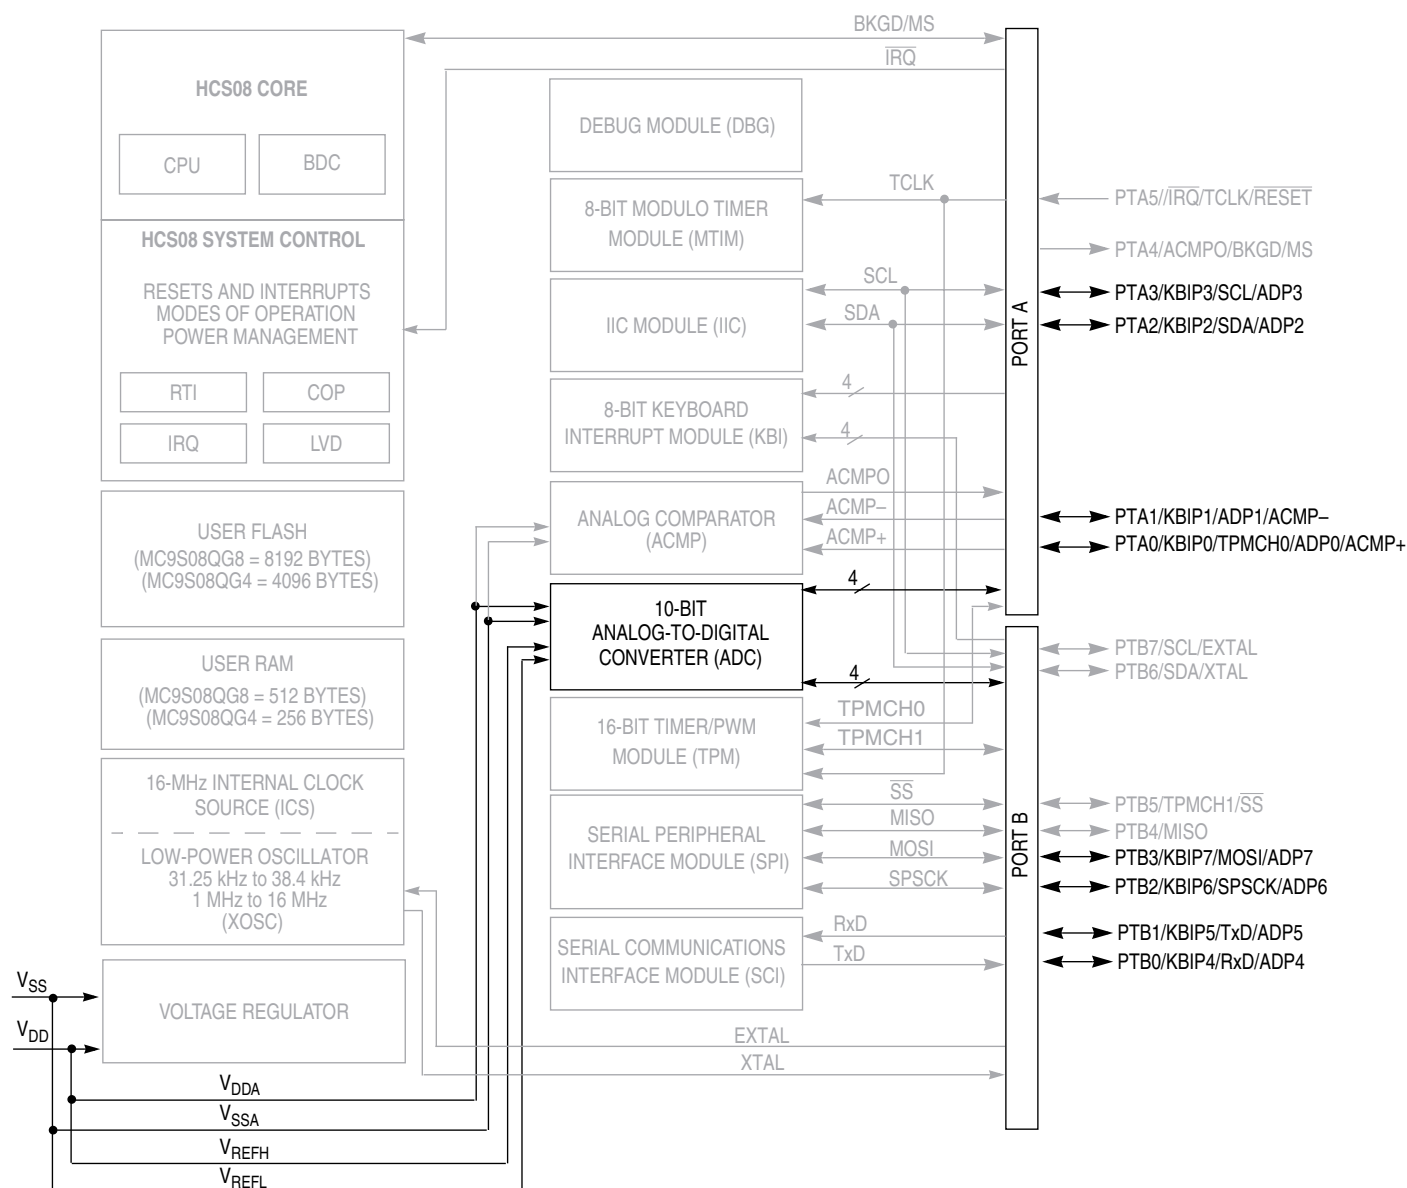 BKGD/MS
IRQ
HCS08 CORE
CPU
BDC
HCS08 SYSTEM CONTROL
RESETS AND INTERRUPTS
MODES OF OPERATION
POWER MANAGEMENT
RTI
COP
IRQ
LVD
USER FLASH
(MC9S08QG8 = 8192 BYTES)
(MC9S08QG4 = 4096 BYTES)
USER RAM
(MC9S08QG8 = 512 BYTES)
(MC9S08QG4 = 256 BYTES)
16-MHz INTERNAL CLOCK
SOURCE (ICS)
LOW-POWER OSCILLATOR
31.25 kHz to 38.4 kHz
1 MHz to 16 MHz
(XOSC)
VOLTAGE REGULATOR
VSS
VDD
VDDA
VSSA
VREFH
VREFL
DEBUG MODULE (DBG)
8-BIT MODULO TIMER
MODULE (MTIM)
TCLK
IIC MODULE (IIC)
SCL
SDA
8-BIT KEYBOARD
INTERRUPT MODULE (KBI)
4
4
ANALOG COMPARATOR
(ACMP)
ACMPO
ACMP–
ACMP+
10-BIT
ANALOG-TO-DIGITAL
CONVERTER (ADC)
4
4
16-BIT TIMER/PWM
MODULE (TPM)
TPMCH0
TPMCH1
SERIAL PERIPHERAL
INTERFACE MODULE (SPI)
SS
MISO
MOSI
SPSCK
SERIAL COMMUNICATIONS
INTERFACE MODULE (SCI)
RxD
TxD
EXTAL
XTAL
PORT A
PORT B
PTA5//IRQ/TCLK/RESET
PTA4/ACMPO/BKGD/MS
PTA3/KBIP3/SCL/ADP3
PTA2/KBIP2/SDA/ADP2
PTA1/KBIP1/ADP1/ACMP–
PTA0/KBIP0/TPMCH0/ADP0/ACMP+
PTB7/SCL/EXTAL
PTB6/SDA/XTAL
PTB5/TPMCH1/SS
PTB4/MISO
PTB3/KBIP7/MOSI/ADP7
PTB2/KBIP6/SPSCK/ADP6
PTB1/KBIP5/TxD/ADP5
PTB0/KBIP4/RxD/ADP4